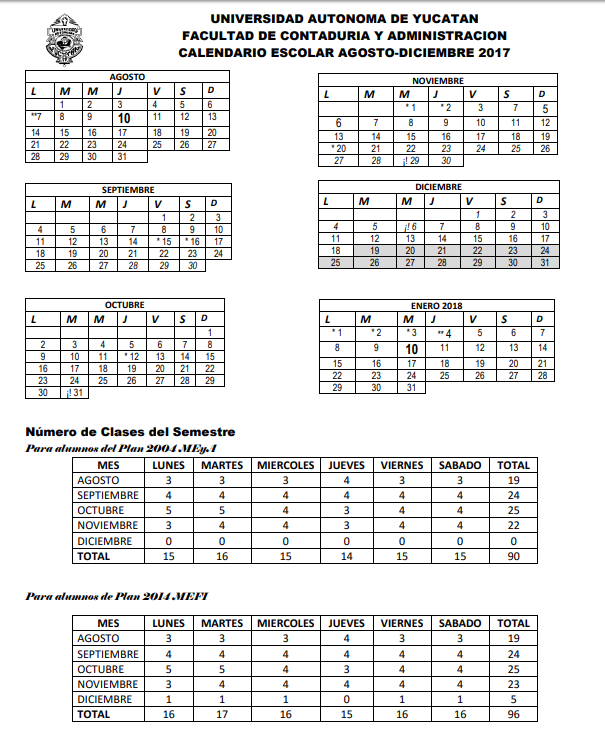 UNIVERSIDAD AUTONOMA DE YUCATAN
FACULTAD DE CONTADURIA Y ADMINISTRACION
CALENDARIO ESCOLAR AGOSTO-DICIEMBRE 2017
AGOSTO
L M M J V S D
1 2 3 4 5 6
**7 8 9 10 11 12 13
14 15 16 17 18 19 20
21 22 23 24 25 26 27
28 29 30 31
NOVIEMBRE
L M M J V S D
* 1 * 2 3 7 5
6 7 8 9 10 11 12
13 14 15 16 17 18 19
* 20 21 22 23 24 25 26
27 28 ¡! 29 30
SEPTIEMBRE
L M M J V S D
1 2 3
4 5 6 7 8 9 10
11 12 13 14 * 15 * 16 17
18 19 20 21 22 23 24
25 26 27 28 29 30
DICIEMBRE
L M M J V S D
1 2 3
4 5 ¡! 6 7 8 9 10
11 12 13 14 15 16 17
18 19 20 21 22 23 24
25 26 27 28 29 30 31
OCTUBRE
L M M J V S D
1
2 3 4 5 6 7 8
9 10 11 * 12 13 14 15
16 17 18 19 20 21 22
23 24 25 26 27 28 29
30 ¡! 31
ENERO 2018
L M M J V S D
* 1 * 2 * 3 ** 4 5 6 7
8 9 10 11 12 13 14
15 16 17 18 19 20 21
22 23 24 25 26 27 28
29 30 31
Número de Clases del Semestre
Para alumnos del Plan 2004 MEyA
MES LUNES MARTES MIERCOLES JUEVES VIERNES SABADO TOTAL
AGOSTO 3 3 3 4 3 3 19
SEPTIEMBRE 4 4 4 4 4 4 24
OCTUBRE 5 5 4 3 4 4 25
NOVIEMBRE 3 4 4 3 4 4 22
DICIEMBRE 0 0 0 0 0 0 0
TOTAL 15 16 15 14 15 15 90
Para alumnos de Plan 2014 MEFI
MES LUNES MARTES MIERCOLES JUEVES VIERNES SABADO TOTAL
AGOSTO 3 3 3 4 3 3 19
SEPTIEMBRE 4 4 4 4 4 4 24
OCTUBRE 5 5 4 3 4 4 25
NOVIEMBRE 3 4 4 4 4 4 23
DICIEMBRE 1 1 1 0 1 1 5
TOTAL 16 17 16 15 16 16 96